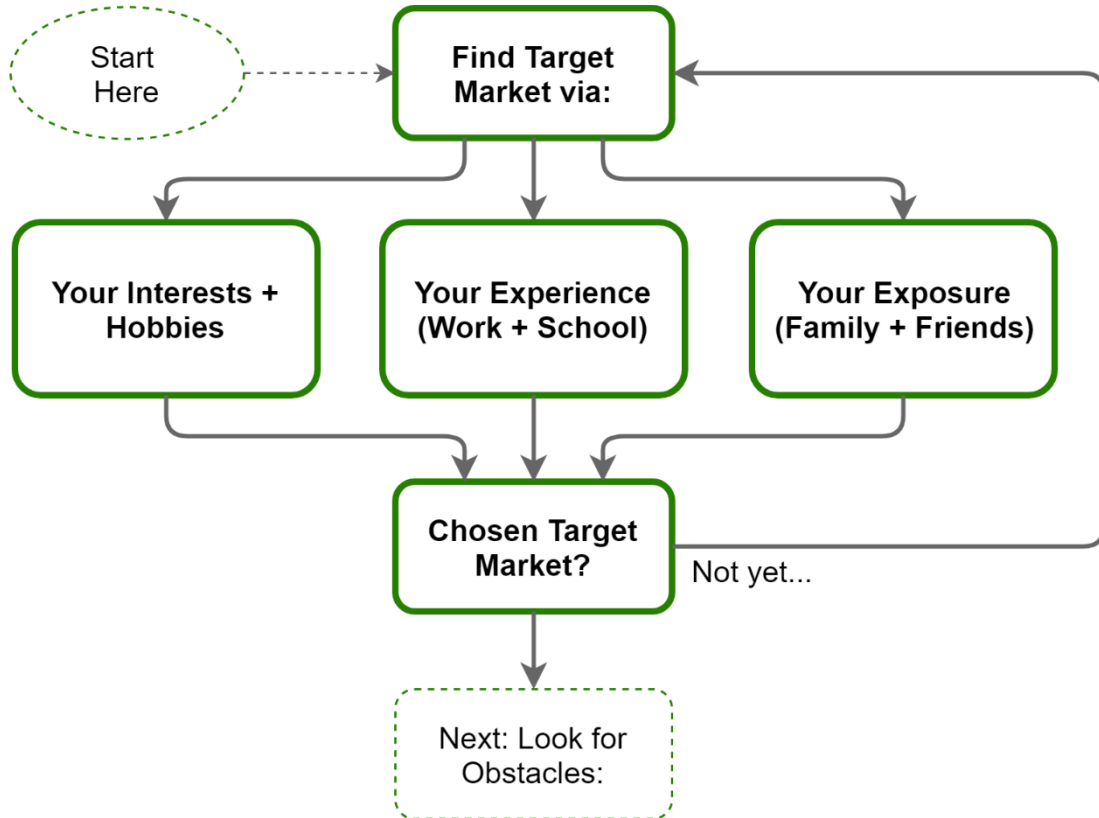 Start
Here
Find Target
Market via:
Your Interests +
Hobbies
Your Experience
(Work + School)
Your Exposure
(Family + Friends)
Chosen Target
Market?
Not yet...
Next: Look for
Obstacles: